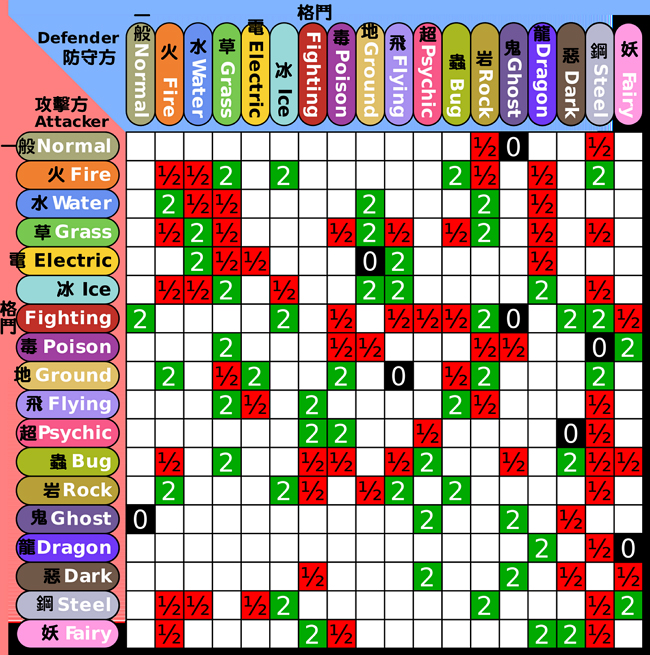 格鬥
Defender
防守方
攻擊方
Attacker
一般 Normal
火 Fire
水 Water
草 Grass
電 Electric
冰 Ice
Fighting
毒 Poison
地 Ground
飛 Flying
超 Psychic
蟲 Bug
岩 Rock
鬼 Ghost
龍 Dragon
惡 Dark
鋼 Steel
妖 Fairy
一般 Normal ½ 0 ½
火 Fire ½ ½ 2 2 2 ½ ½ 2
水 Water 2 ½ ½ 2 2 ½
草 Grass ½ 2 ½ ½ 2 ½ ½ 2 ½ ½
電 Electric 2 ½ ½ 0 2 ½
冰 Ice ½ ½ 2 ½ 2 2 2 ½
格鬥 Fighting 2 2 ½ ½ ½ ½ 2 0 2 2 ½
毒 Poison 2 ½ ½ ½ ½ 0 2
地 Ground 2 ½ 2 2 0 ½ 2 2
飛 Flying 2 ½ 2 2 ½ ½
超 Psychic 2 2 ½ 0 ½
蟲 Bug ½ 2 ½ ½ ½ 2 ½ 2 ½ ½
岩 Rock 2 2 ½ ½ 2 2 ½
鬼 Ghost 0 2 2 ½
龍 Dragon 2 ½ 0
惡 Dark ½ 2 2 ½ ½
鋼 Steel ½ ½ ½ 2 2 ½ 2
妖 Fairy ½ 2 ½ 2 2 ½